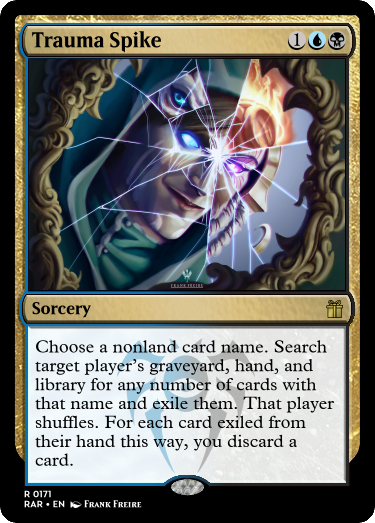 Trauma Spike
1
FRANK FREIRE
Sorcery
Choose a nonland card name. Search
target player's graveyard, hand, and
library for any number of cards with
that name and exile them. That player
shuffles. For each card exiled from
their hand this way, you discard a
card.
R 0171
RAR • EN Frank Freire